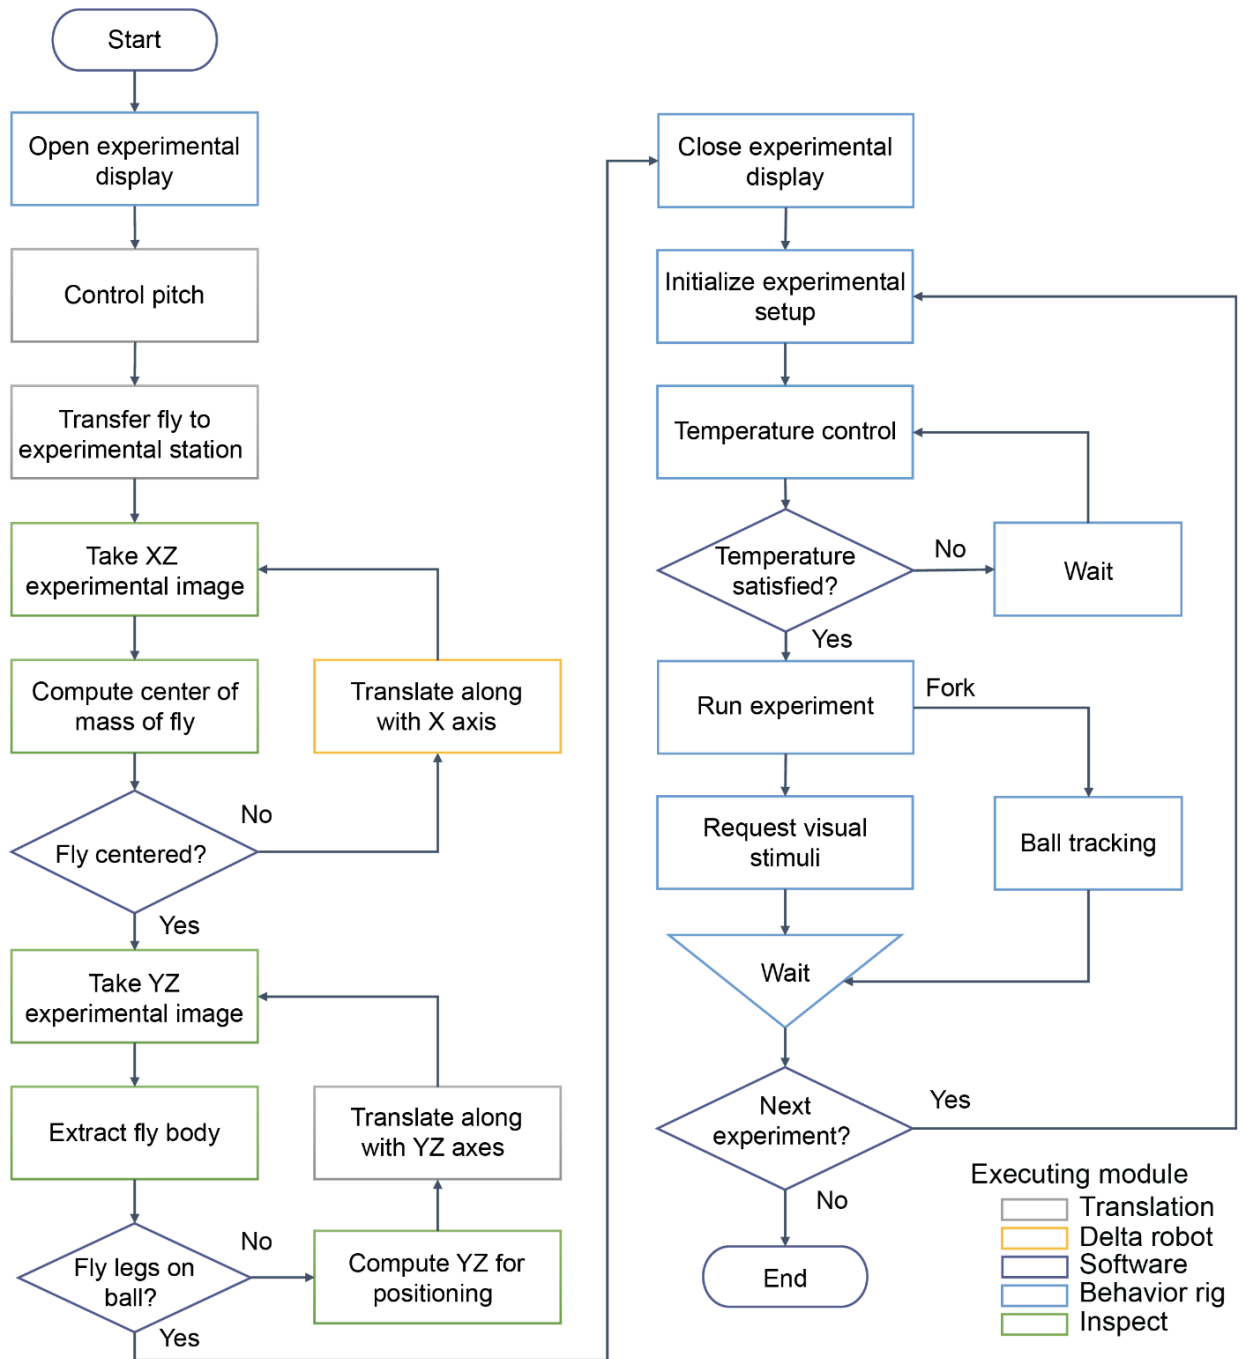 Start
Open experimental
display
Control pitch
Transfer fly to
experimental station
Take XZ
experimental image
Compute center of
mass of fly
Translate along
with X axis
Fly centered?
No
Yes
Take YZ
experimental image
Extract fly body
Translate along
with YZ axes
Fly legs on
ball?
No
Compute YZ for
positioning
Yes
Close experimental
display
Initialize experimental
setup
Temperature control
Temperature
satisfied?
No
Wait
Yes
Run experiment
Fork
Request visual
stimuli
Ball tracking
Wait
Next
experiment?
Yes
No
End
Executing module
Translation
Delta robot
Software
Behavior rig
Inspect